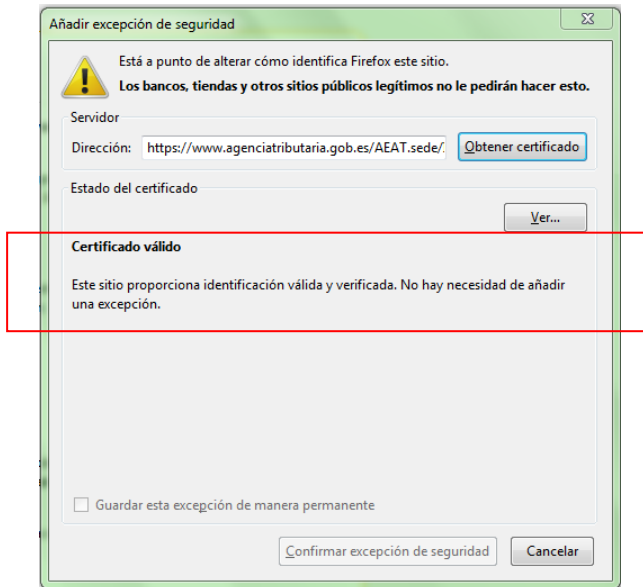 Añadir excepción de seguridad
Está a punto de alterar cómo identifica Firefox este sitio.
Los bancos, tiendas y otros sitios públicos legítimos no le pedirán hacer esto.
Servidor
Dirección: https://www.agenciatributaria.gob.es/AEAT.sede/ Obtener certificado
Estado del certificado
Ver...
Certificado válido
Este sitio proporciona identificación válida y verificada. No hay necesidad de añadir
una excepción.
Guardar esta excepción de manera permanente
Confirmar excepción de seguridad Cancelar